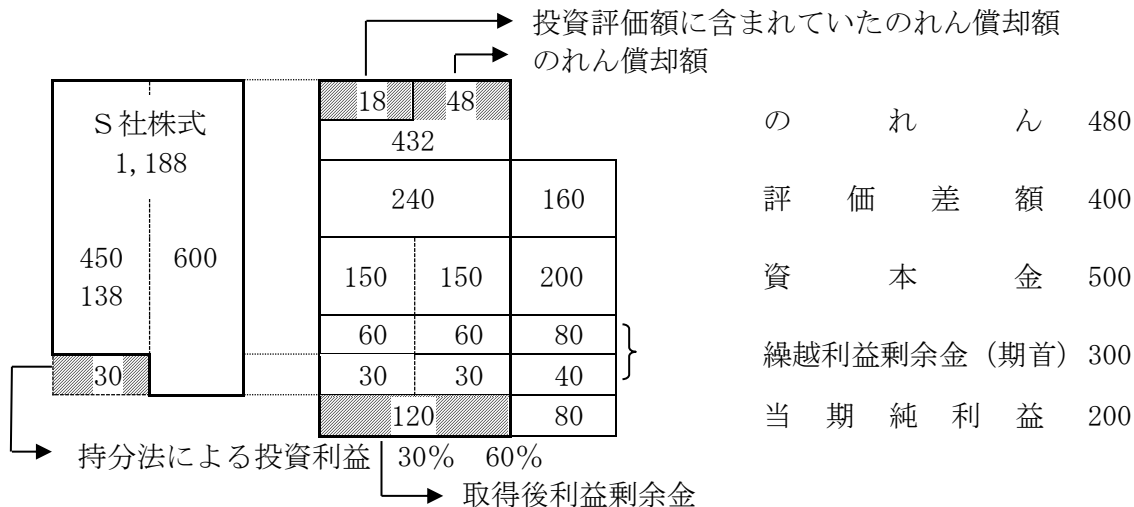 投資評価額に含まれていたのれん償却額
のれん償却額
18 48
S社株式 432 のれん 480
1,188
240 160 評価差額 400
450 600 150 150 200 資本金 500
138
60 60 80 繰越利益剰余金（期首） 300
30 30 30 40
120 80 当期純利益 200
持分法による投資利益 30％ 60％
取得後利益剰余金